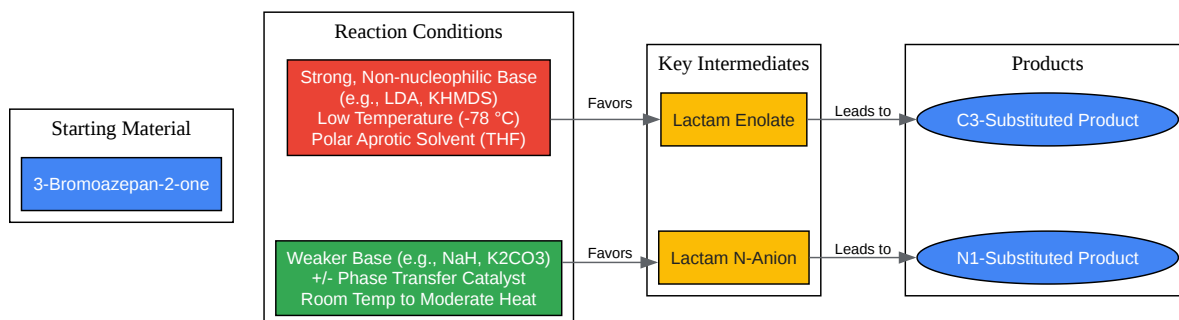 Starting Material
3-Bromoazepan-2-one
Reaction Conditions
Strong, Non-nucleophilic Base
(e.g., LDA, KHMDS)
Low Temperature (-78 °C)
Polar Aprotic Solvent (THF)
Weaker Base (e.g., NaH, K2CO3)
+/- Phase Transfer Catalyst
Room Temp to Moderate Heat
Favors
Favors
Key Intermediates
Lactam Enolate
Lactam N-Anion
Leads to
Leads to
Products
C3-Substituted Product
N1-Substituted Product